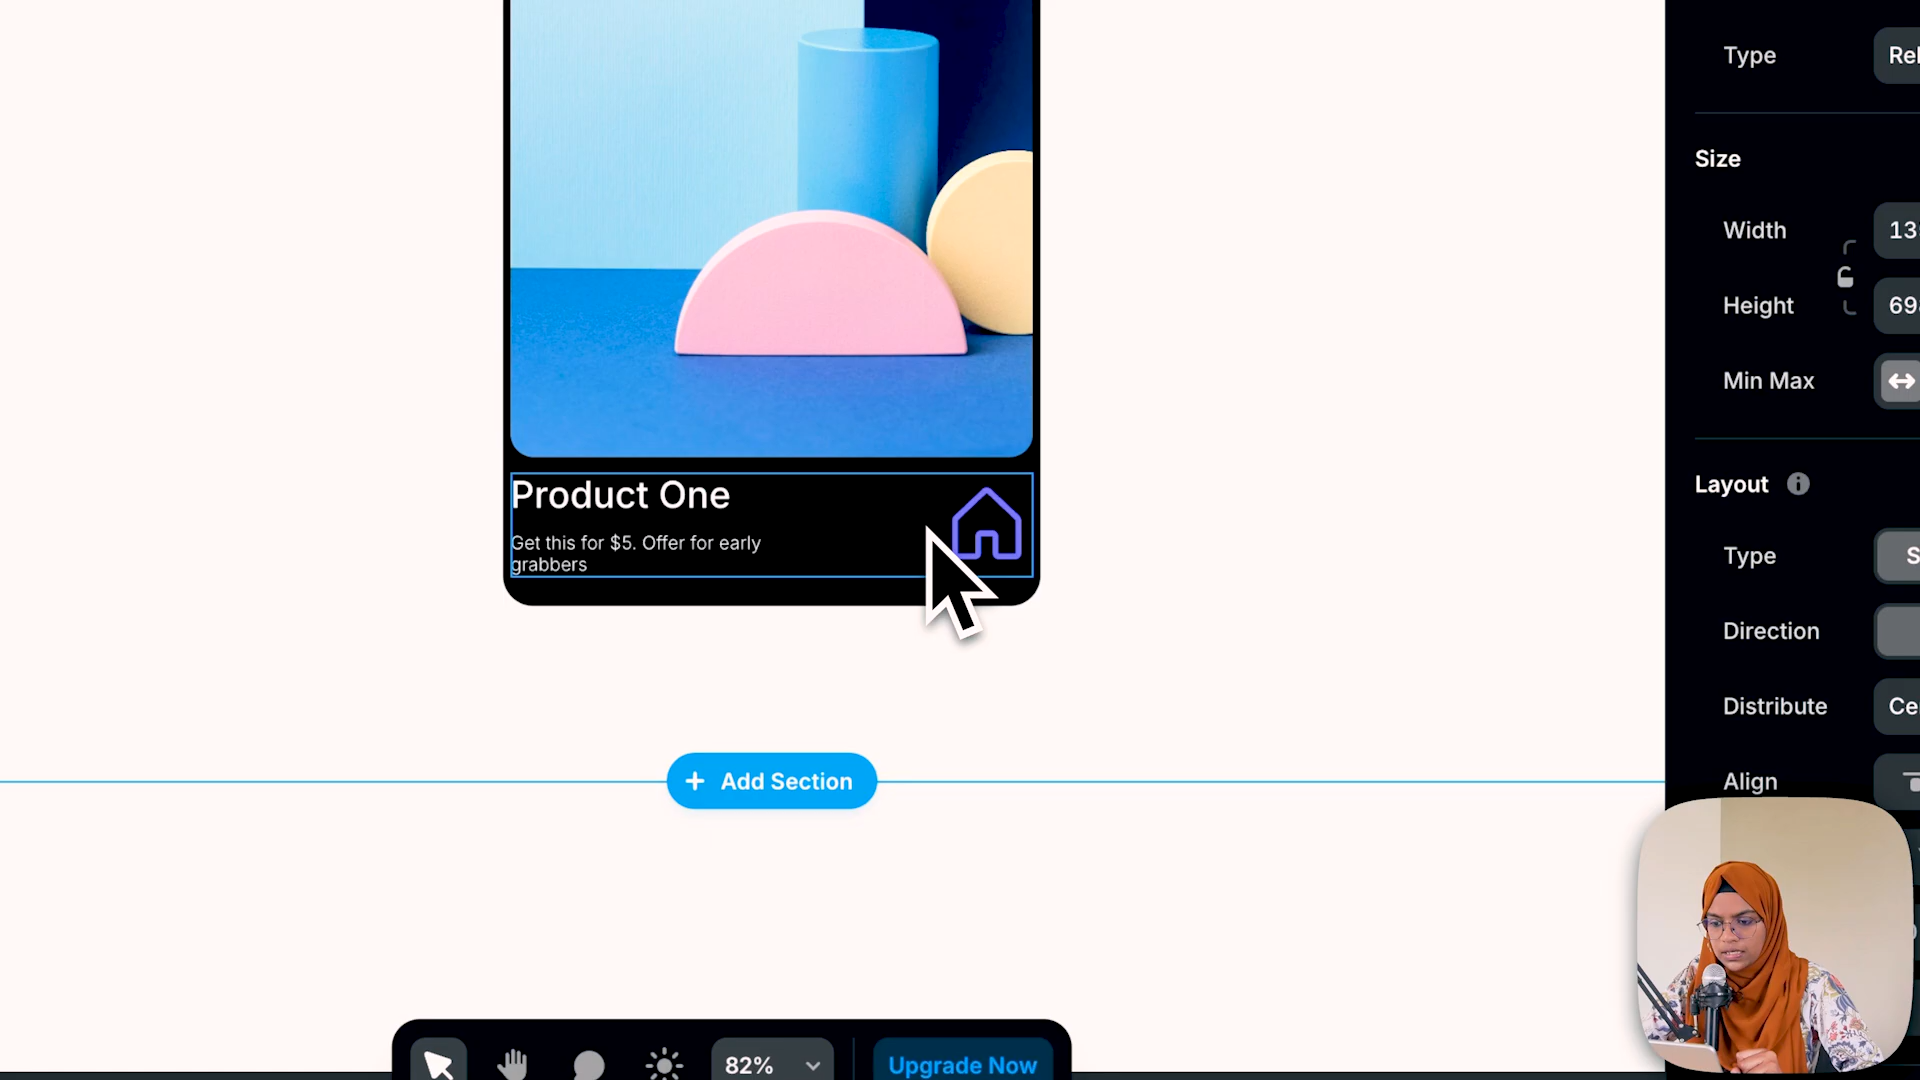 Product One
Get this for $5. Offer for early
grabbers
+ Add Section
82%
Upgrade Now
Type
Size
Width
Height
Min Max
Layout
Type
Direction
Distribute
Align